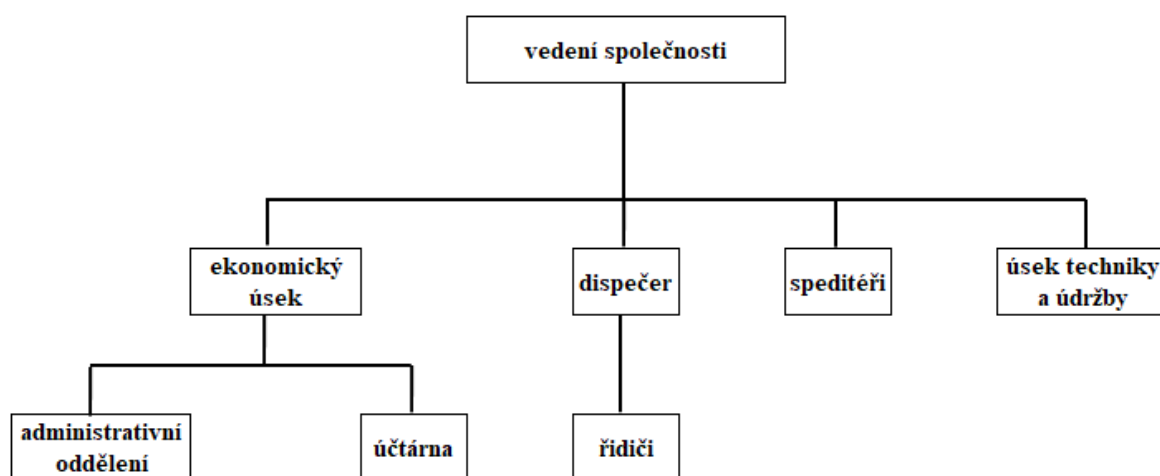 vedení společnosti
ekonomický
úsek
dispečer
speditéři
úsek techniky
a údržby
administrativní
oddělení
účtárna
řidiči